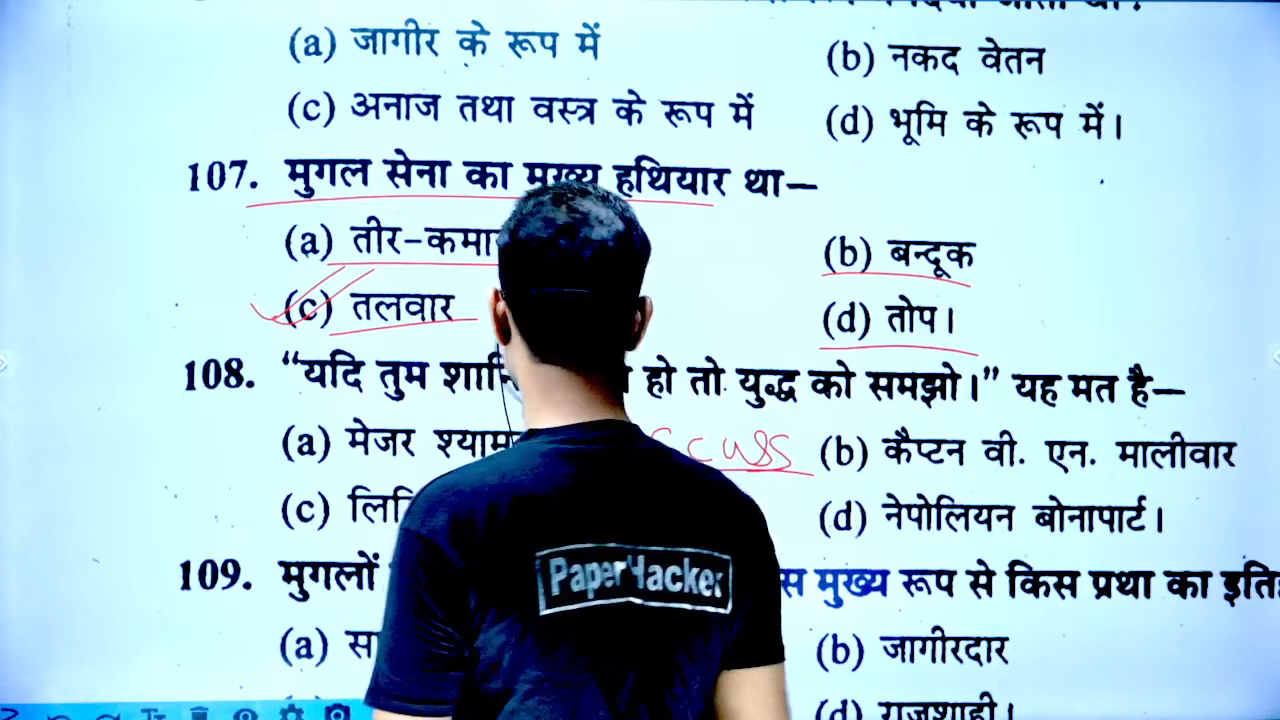 (a) जागीर के रूप में (b) नकद वेतन
(c) अनाज तथा वस्त्र के रूप में (d) भूमि के रूप में।
107. मुगल सेना का मुख्य हथियार था–
(a) तीर-कमा (b) बन्दूक
(c) तलवार (d) तोप।
108. “यदि तुम हो तो युद्ध को समझो।” यह मत है–
(a) मेजर श्याम (b) कैप्टन वी. एन. मालीवार
(c) (d) नेपोलियन बोनापार्ट।
PaperHacker
109. मुगलों मुख्य रूप से किस प्रथा का
(a) (b) जागीरदार
(d) राजशाही।